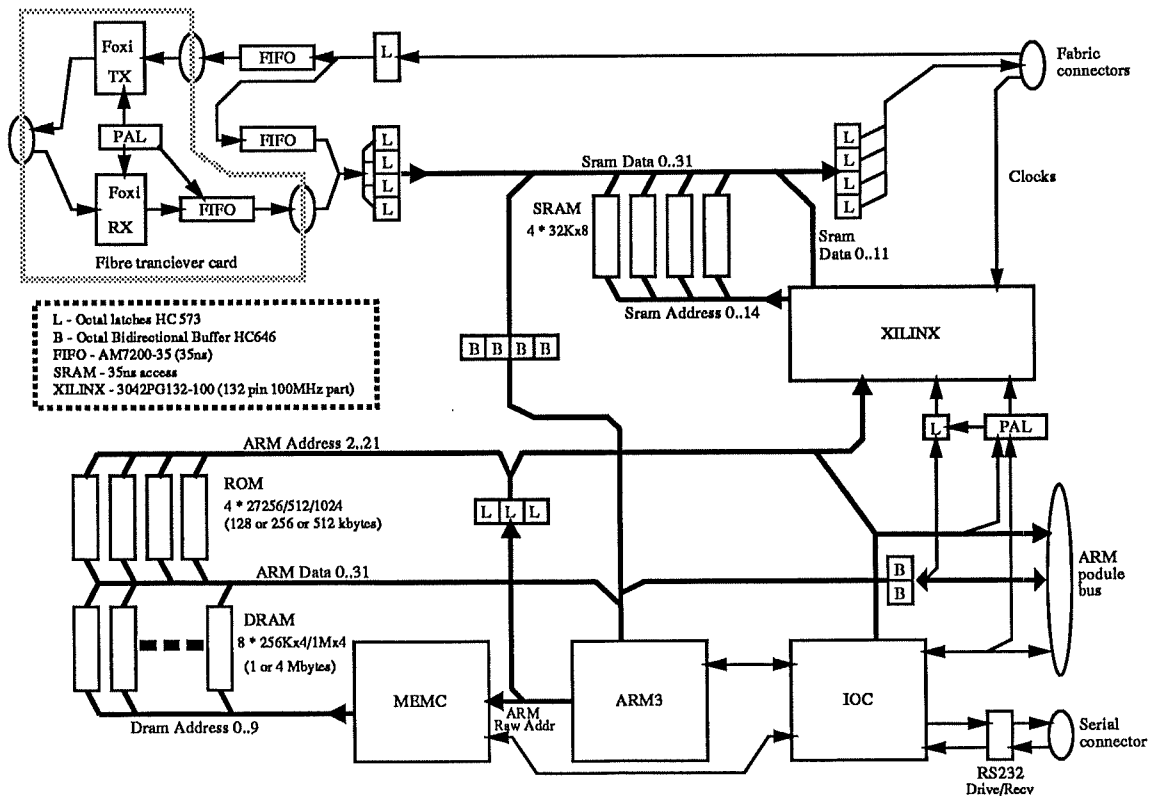 Foxi
TX
FIFO
L
Fabric
connectors
PAL
FIFO
L
L
L
L
Foxi
RX
FIFO
Fibre tranciever card
Sram Data 0..31
L
L
L
L
Clocks
SRAM
4 * 32Kx8
Sram
Data 0..11
Sram Address 0..14
XILINX
L - Octal latches HC573
B - Octal Bidirectional Buffer HC646
FIFO - AM7200-35 (35ns)
SRAM - 35ns access
XILINX - 3042PG132-100 (132 pin 100MHz part)
B B B B
L
PAL
ARM Address 2..21
ROM
4 * 27256/512/1024
(128 or 256 or 512 kbytes)
L L L
ARM Data 0..31
B
B
ARM
podule
bus
DRAM
8 * 256Kx4/1Mx4
(1 or 4 Mbytes)
MEMC
ARM
Raw Addr
ARM3
IOC
Dram Address 0..9
Serial
connector
RS232
Drive/Recv